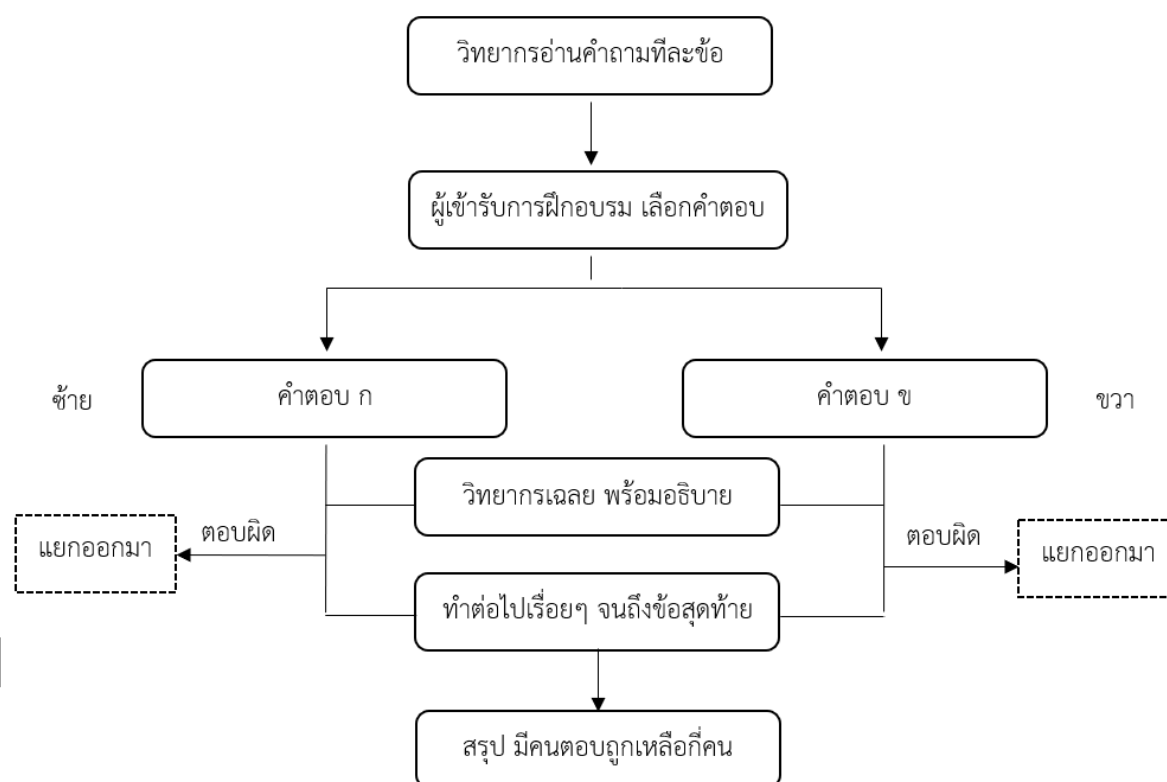 วิทยากรอ่านคำถามทีละข้อ
ผู้เข้ารับการฝึกอบรม เลือกคำตอบ
ซ้าย
คำตอบ ก
คำตอบ ข
ขวา
วิทยากรเฉลย พร้อมอธิบาย
แยกออกมา
ตอบผิด
ตอบผิด
แยกออกมา
ทำต่อไปเรื่อยๆ จนถึงข้อสุดท้าย
สรุป มีคนตอบถูกเหลือกี่คน